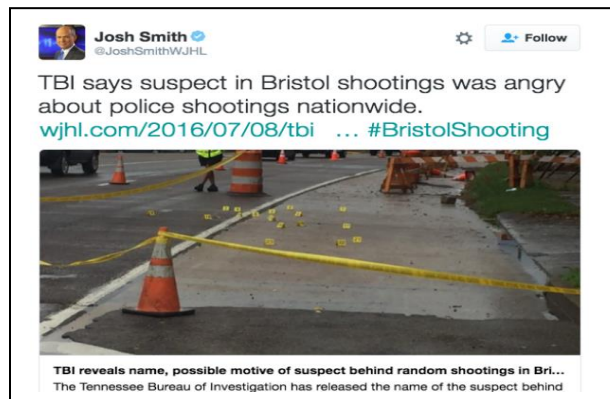 Josh Smith
@JoshSmithWJHL
Follow
TBI says suspect in Bristol shootings was angry
about police shootings nationwide.
wjhl.com/2016/07/08/tbi ... #BristolShooting
TBI reveals name, possible motive of suspect behind random shootings in Bri...
The Tennessee Bureau of Investigation has released the name of the suspect behind